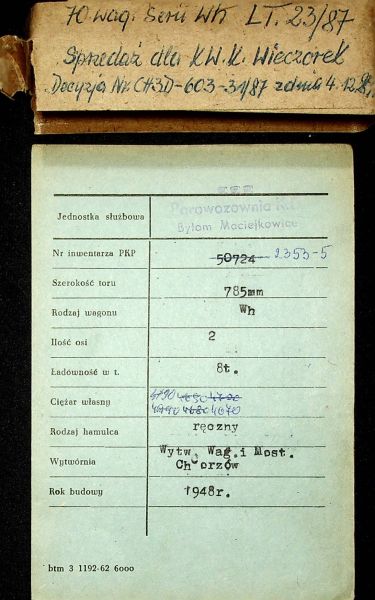 70 wag. serii Wh LT. 23/87
Sprzedaż dla KW.K. Wieczorek
Decyzja Nr. CH3D-603-31/87 z dnia 4.12.87
Jednostka służbowa
Parowozownia
Bytom Maciejkowice
Nr inwentarza PKP 50724 2353-5
Szerokość toru 785mm
Rodzaj wagonu Wh
Ilość osi 2
Ładowność w t. 8t.
Ciężar własny
4670
Rodzaj hamulca ręczny
Wytwórnia Wytw. Wag. i Most.
Chorzów
Rok budowy 1948r.
btm 3 1192-62 6000